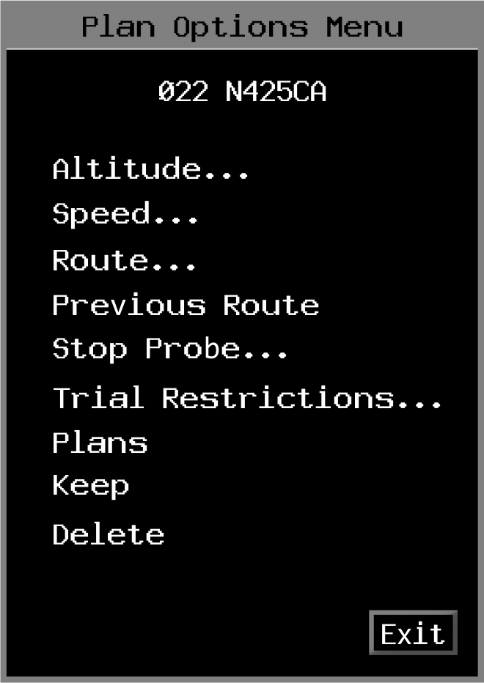 Plan Options Menu
Ø22 N425CA
Altitude...
Speed...
Route...
Previous Route
Stop Probe...
Trial Restrictions...
Plans
Keep
Delete
Exit